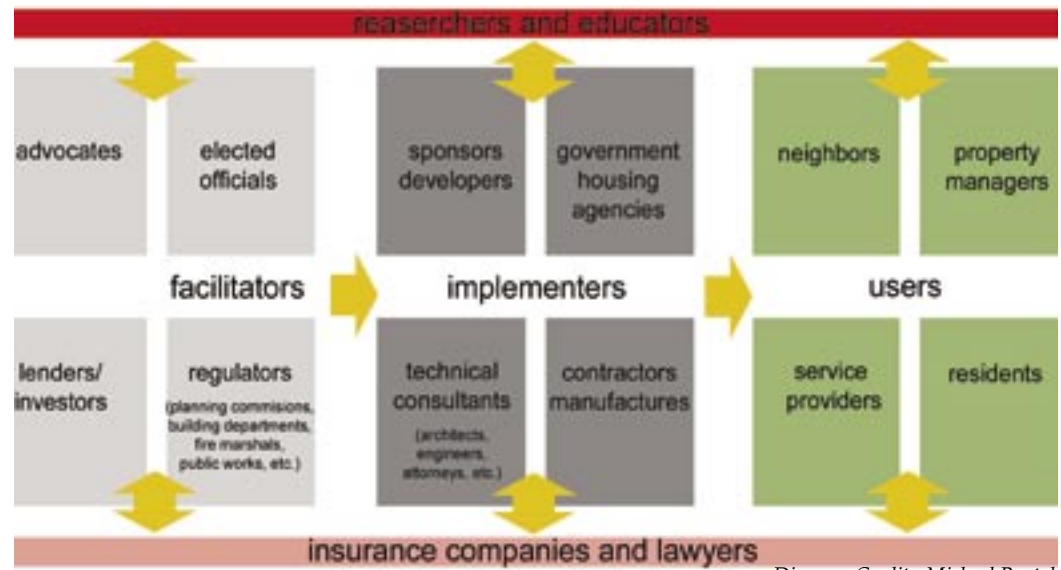 reaserchers and educators
advocates
elected
officials
sponsors
developers
government
housing
agencies
neighbors
property
managers
facilitators
implementers
users
lenders/
investors
regulators
(planning commisions,
building departments,
fire marshals,
public works, etc.)
technical
consultants
(architects,
engineers,
attorneys, etc.)
contractors
manufactures
service
providers
residents
insurance companies and lawyers